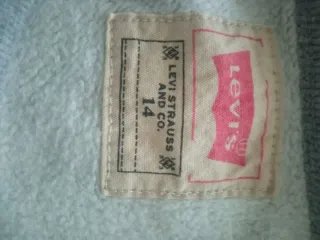 LEVI'S
LEVI STRAUSS
AND CO.
14